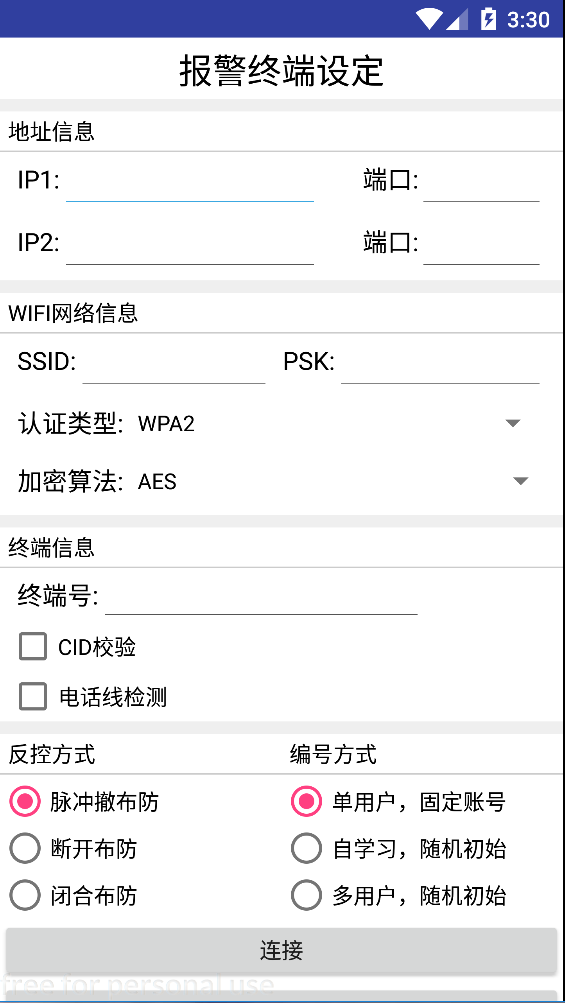 3:30
报警终端设定
地址信息
IP1: 端口:
IP2: 端口:
WIFI网络信息
SSID: PSK:
认证类型: WPA2
加密算法: AES
终端信息
终端号:
CID校验
电话线检测
反控方式 编号方式
脉冲撤布防 单用户，固定账号
断开布防 自学习，随机初始
闭合布防 多用户，随机初始
连接
free for personal use